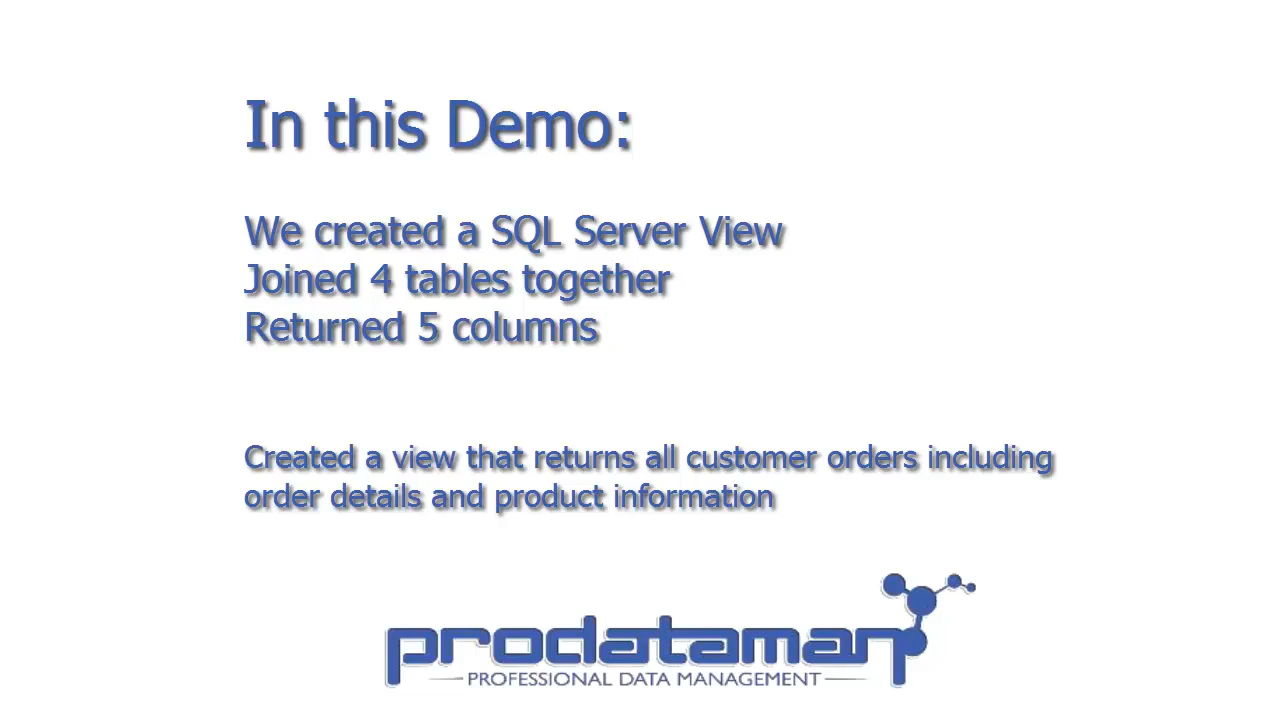 In this Demo:
We created a SQL Server View
Joined 4 tables together
Returned 5 columns
Created a view that returns all customer orders including
order details and product information
prodataman
PROFESSIONAL DATA MANAGEMENT